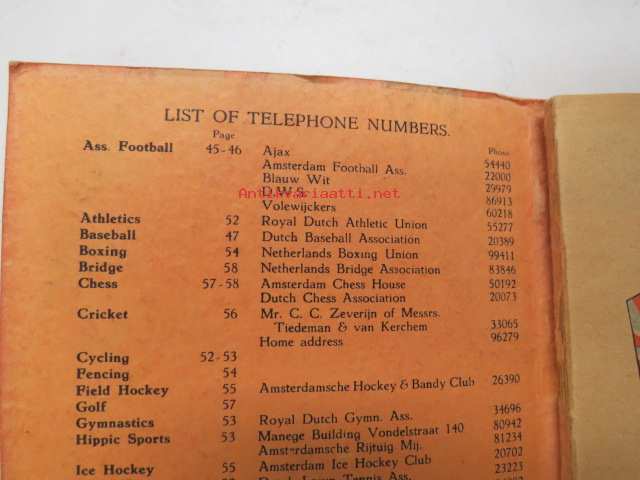 LIST OF TELEPHONE NUMBERS.
Page Phone
Ass. Football 45-46 Ajax 54440
Amsterdam Football Ass. 22000
Blauw Wit 29979
D.W.S. 86913
Volewijckers 60218
Athletics 52 Royal Dutch Athletic Union 55277
Baseball 47 Dutch Baseball Association 20389
Boxing 54 Netherlands Boxing Union 99411
Bridge 58 Netherlands Bridge Association 83846
Chess 57-58 Amsterdam Chess House 50192
Dutch Chess Association 20073
Cricket 56 Mr. C. C. Zeverijn of Messrs.
Tiedeman & van Kerchem 33065
Home address 96279
Cycling 52-53
Fencing 54
Field Hockey 55 Amsterdamsche Hockey & Bandy Club 26390
Golf 57
Gymnastics 53 Royal Dutch Gymn. Ass. 34696
Hippic Sports 53 Manege Building Vondelstraat 140 80942
Amsterdamsche Rijtuig Mij. 81234
Ice Hockey 55 Amsterdam Ice Hockey Club 20702
Dutch Lawn Tennis Ass. 23223
Antikvariaatti.net